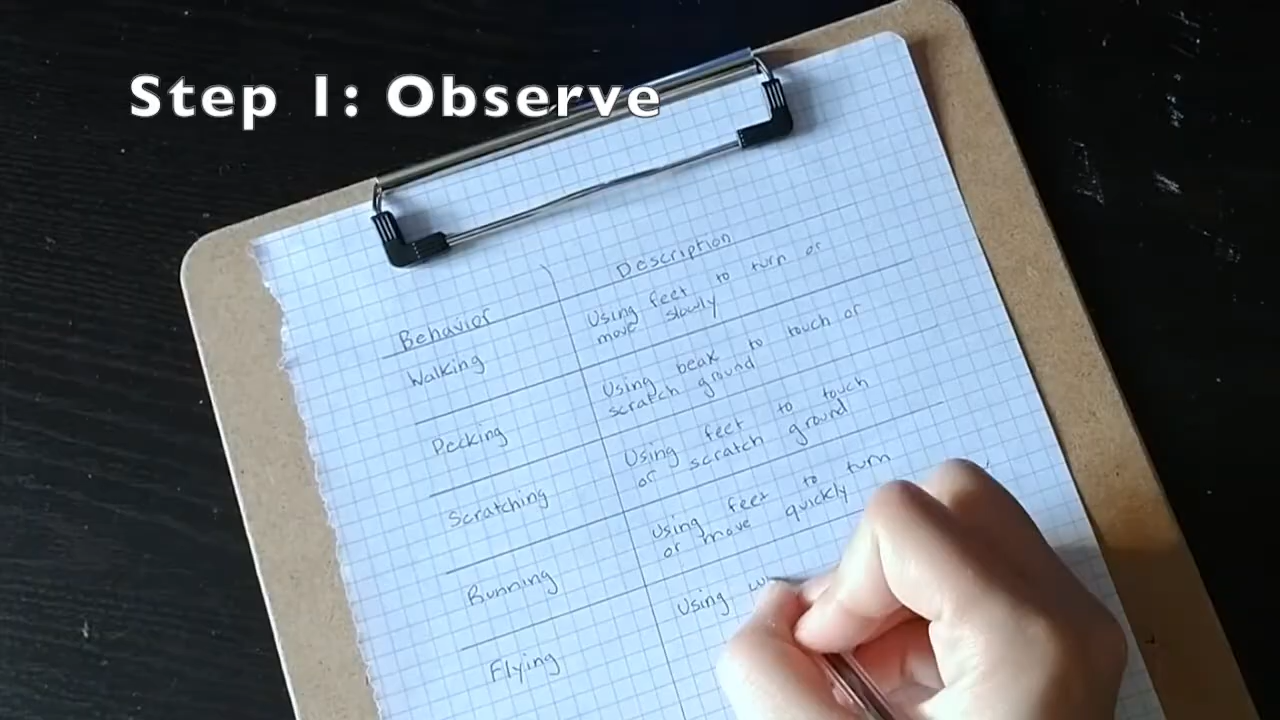 Step 1: Observe
Behavior
Description
Walking
Using feet to turn or
move slowly
Pecking
Using beak to touch or
scratch ground
Scratching
Using feet to touch
or scratch ground
Running
Using feet to turn
or move quickly
Flying
Using